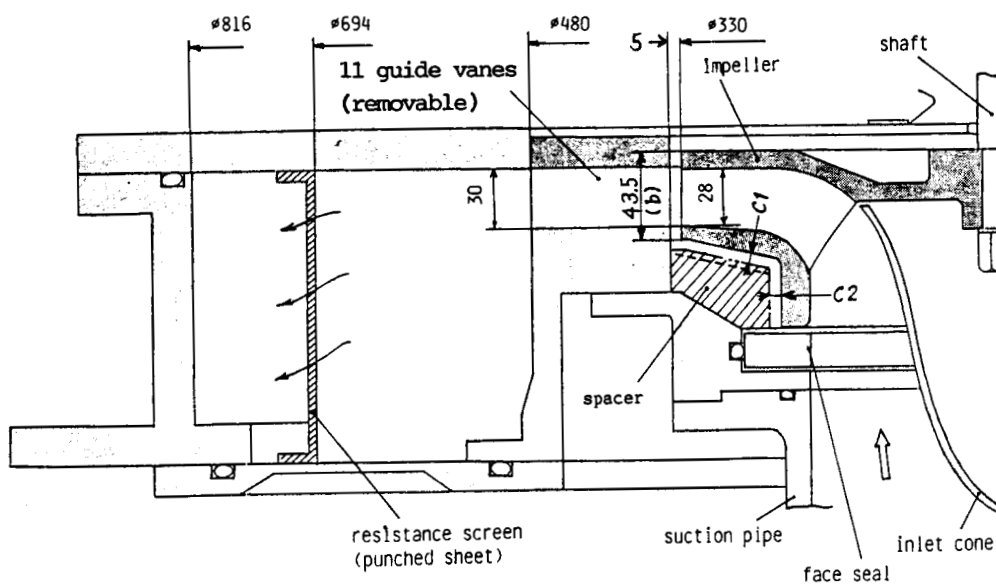 ø816
ø694
ø480
5
ø330
shaft
Impeller
11 guide vanes
(removable)
30
43.5
(b)
28
C1
C2
spacer
resistance screen
(punched sheet)
suction pipe
face seal
inlet cone